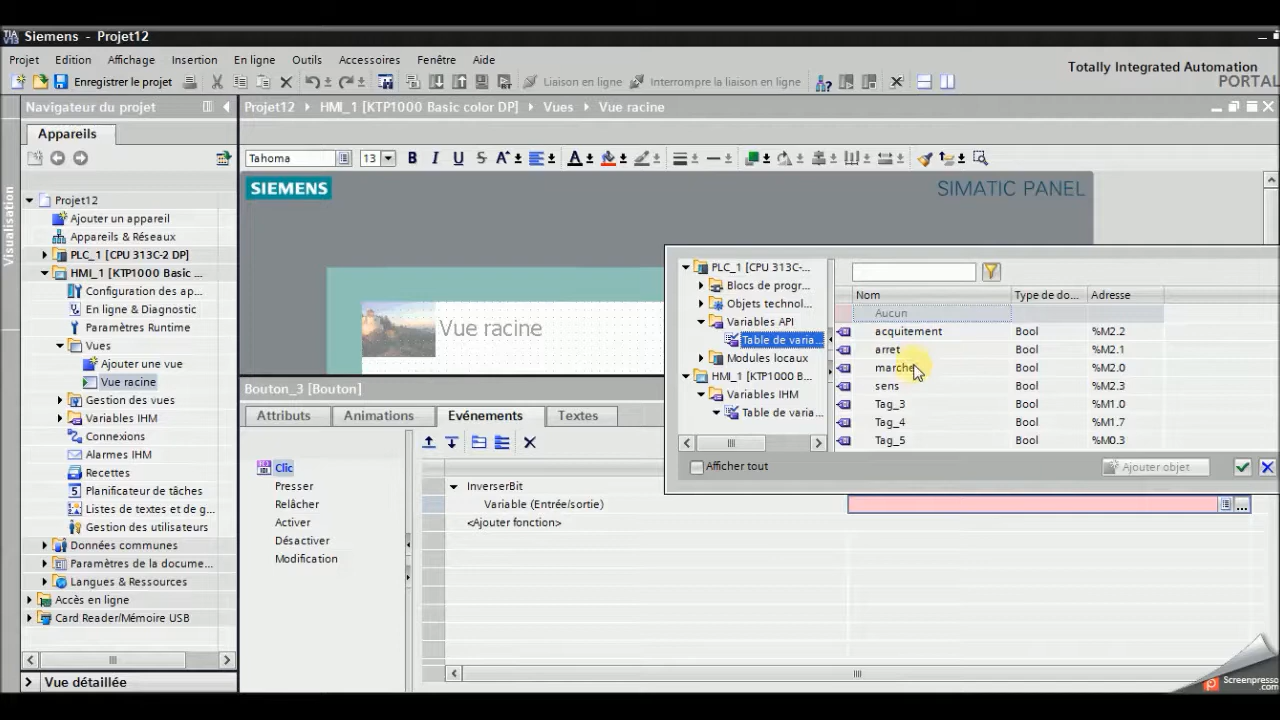 Siemens - Projet12
Projet Edition Affichage Insertion En ligne Outils Accessoires Fenêtre Aide
Totally Integrated Automation
PORTAL
Enregistrer le projet
Liaison en ligne
Interrompre la liaison en ligne
Navigateur du projet
Projet12 HMI_1 [KTP1000 Basic color DP] Vues Vue racine
Appareils
Tahoma
13
B I U S A
Visualisation
SIEMENS
SIMATIC PANEL
Projet12
Ajouter un appareil
Appareils & Réseaux
PLC_1 [CPU 313C-2 DP]
HMI_1 [KTP1000 Basic ...
Configuration des ap...
En ligne & Diagnostic
Paramètres Runtime
Vues
Ajouter une vue
Vue racine
Gestion des vues
Variables IHM
Connexions
Alarmes IHM
Recettes
Planificateur de tâches
Listes de textes et de g...
Gestion des utilisateurs
Données communes
Paramètres de la docume...
Langues & Ressources
Accès en ligne
Card Reader/Mémoire USB
Vue détaillée
Vue racine
PLC_1 [CPU 313C-...
Blocs de progr...
Objets technol...
Variables API
Table de varia...
Modules locaux
HMI_1 [KTP1000 B...
Variables IHM
Table de varia...
Nom Type de do... Adresse
Aucun
acquitement Bool %M2.2
arret Bool %M2.1
marche Bool %M2.0
sens Bool %M2.3
Tag_3 Bool %M1.0
Tag_4 Bool %M1.7
Tag_5 Bool %M0.3
Afficher tout
Ajouter objet
Bouton_3 [Bouton]
Attributs Animations Evénements Textes
Clic
Presser
Relâcher
Activer
Désactiver
Modification
InverserBit
Variable (Entrée/sortie)
<Ajouter fonction>
Screenpresso
.com